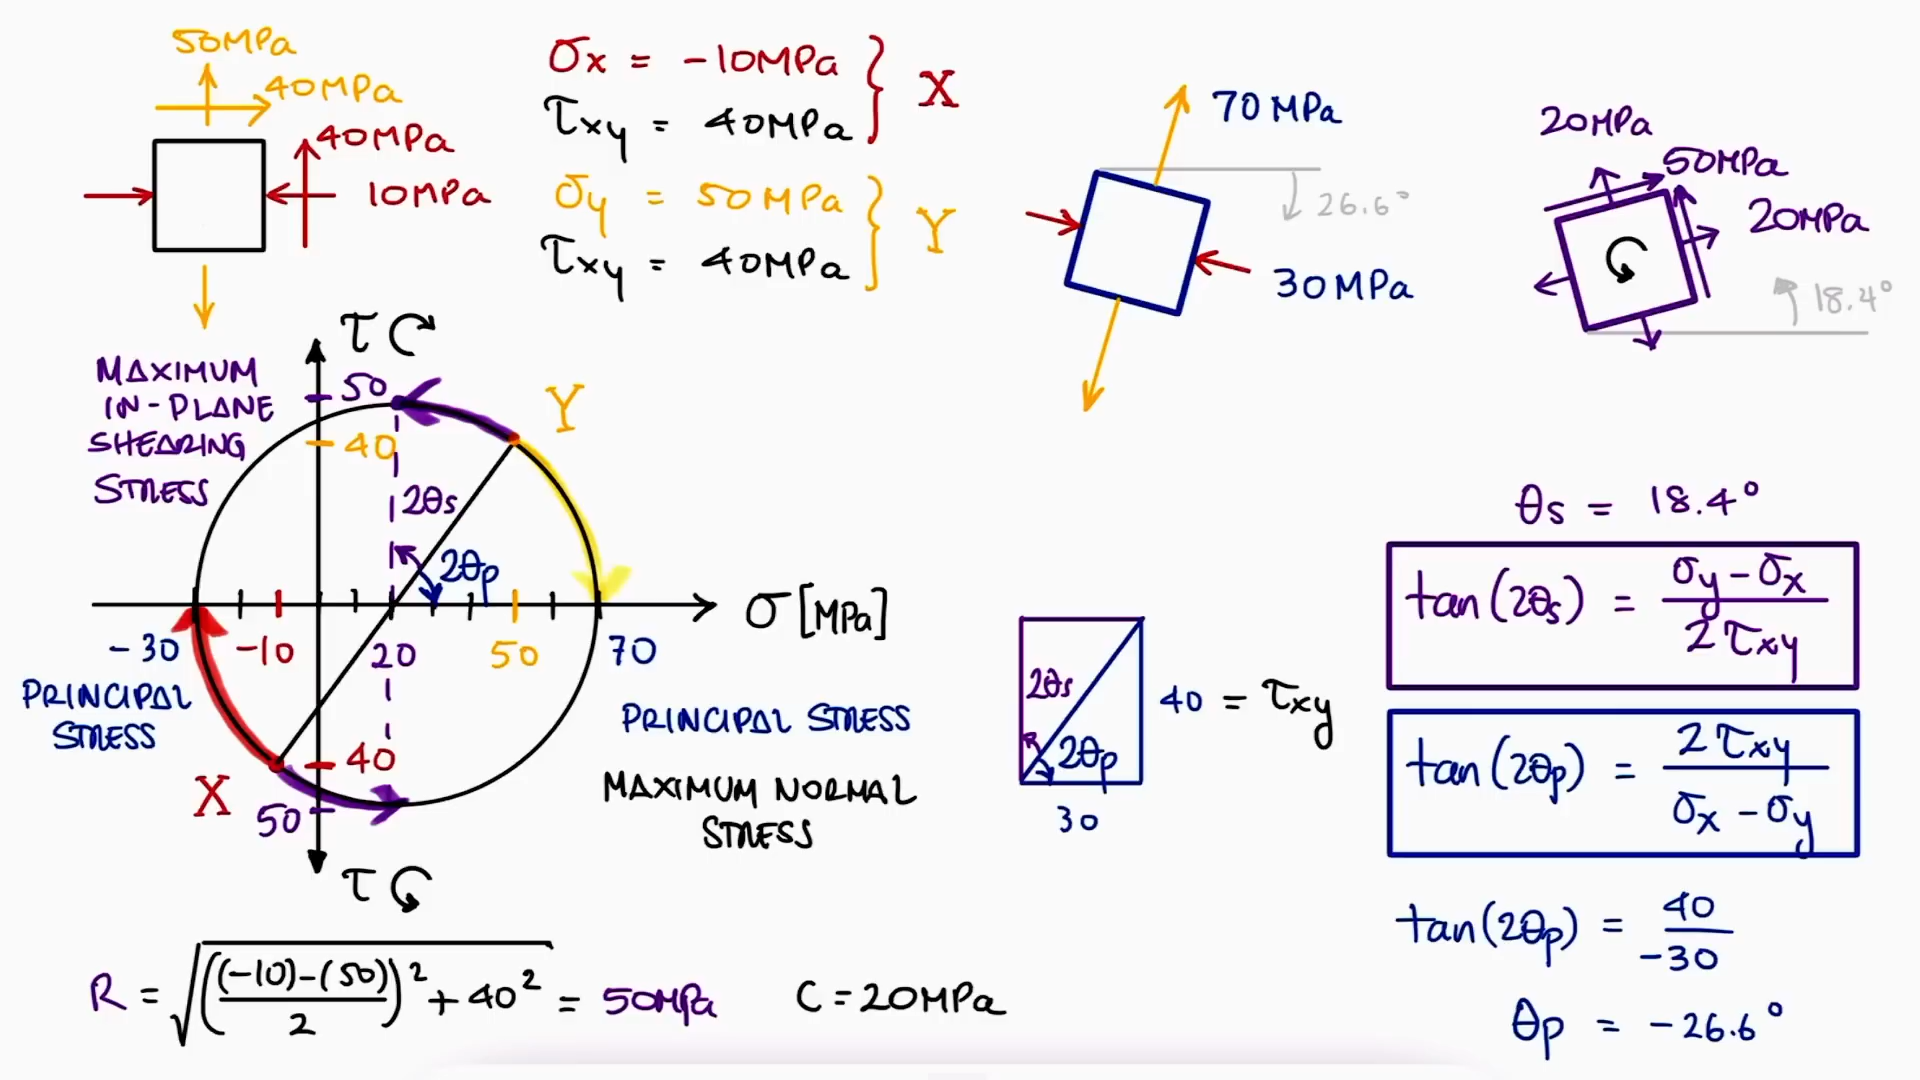 50MPa
40MPa
40MPa
10MPa
σx = -10MPa
τxy = 40MPa
X
σy = 50MPa
τxy = 40MPa
Y
70MPa
26.6°
30MPa
20MPa
50MPa
20MPa
18.4°
MAXIMUM
IN-PLANE
SHEARING
STRESS
τ
50
40
Y
2θs
2θp
σ [MPa]
-30
-10
20
50
70
PRINCIPAL
STRESS
PRINCIPAL STRESS
MAXIMUM NORMAL
STRESS
X
40
50
τ
R = √(((-10)-(50))/2)² + 40² = 50MPa
C = 20MPa
2θs
2θp
40 = τxy
30
θs = 18.4°
tan(2θs) = (σy - σx)/(2τxy)
tan(2θp) = (2τxy)/(σx - σy)
tan(2θp) = 40/-30
θp = -26.6°